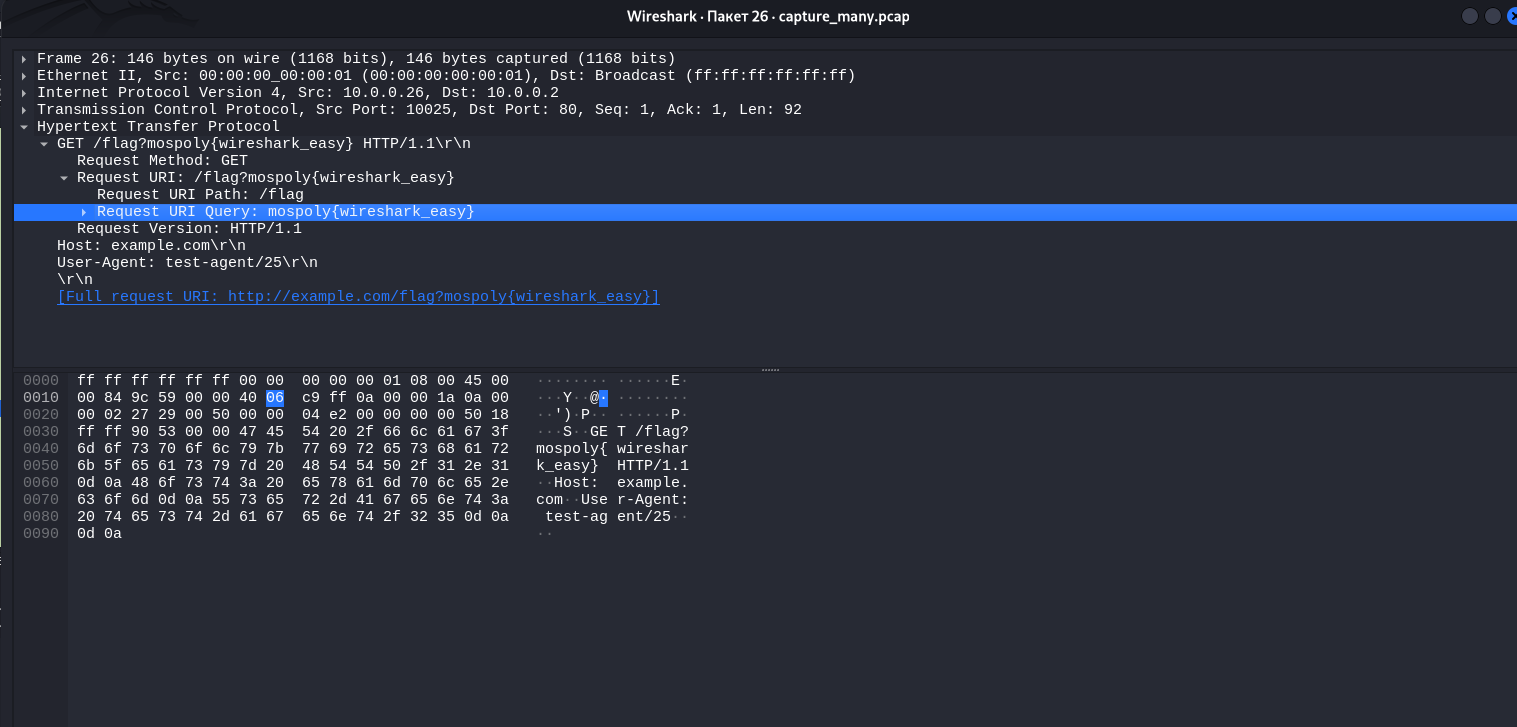 Wireshark · Пакет 26 · capture_many.pcap
Frame 26: 146 bytes on wire (1168 bits), 146 bytes captured (1168 bits)
Ethernet II, Src: 00:00:00_00:00:01 (00:00:00:00:00:01), Dst: Broadcast (ff:ff:ff:ff:ff:ff)
Internet Protocol Version 4, Src: 10.0.0.26, Dst: 10.0.0.2
Transmission Control Protocol, Src Port: 10025, Dst Port: 80, Seq: 1, Ack: 1, Len: 92
Hypertext Transfer Protocol
GET /flag?mospoly{wireshark_easy} HTTP/1.1\r\n
Request Method: GET
Request URI: /flag?mospoly{wireshark_easy}
Request URI Path: /flag
Request URI Query: mospoly{wireshark_easy}
Request Version: HTTP/1.1
Host: example.com\r\n
User-Agent: test-agent/25\r\n
\r\n
[Full request URI: http://example.com/flag?mospoly{wireshark_easy}]
0000 ff ff ff ff ff ff 00 00 00 00 00 01 08 00 45 00 ········ ······E·
0010 00 84 9c 59 00 00 40 06 c9 ff 0a 00 00 1a 0a 00 ···Y··@· ········
0020 00 02 27 29 00 50 00 00 04 e2 00 00 00 00 50 18 ··')·P·· ······P·
0030 ff ff 90 53 00 00 47 45 54 20 2f 66 6c 61 67 3f ···S··GE T /flag?
0040 6d 6f 73 70 6f 6c 79 7b 77 69 72 65 73 68 61 72 mospoly{ wireshar
0050 6b 5f 65 61 73 79 7d 20 48 54 54 50 2f 31 2e 31 k_easy} HTTP/1.1
0060 0d 0a 48 6f 73 74 3a 20 65 78 61 6d 70 6c 65 2e ··Host: example.
0070 63 6f 6d 0d 0a 55 73 65 72 2d 41 67 65 6e 74 3a com··Use r-Agent:
0080 20 74 65 73 74 2d 61 67 65 6e 74 2f 32 35 0d 0a test-ag ent/25··
0090 0d 0a ··